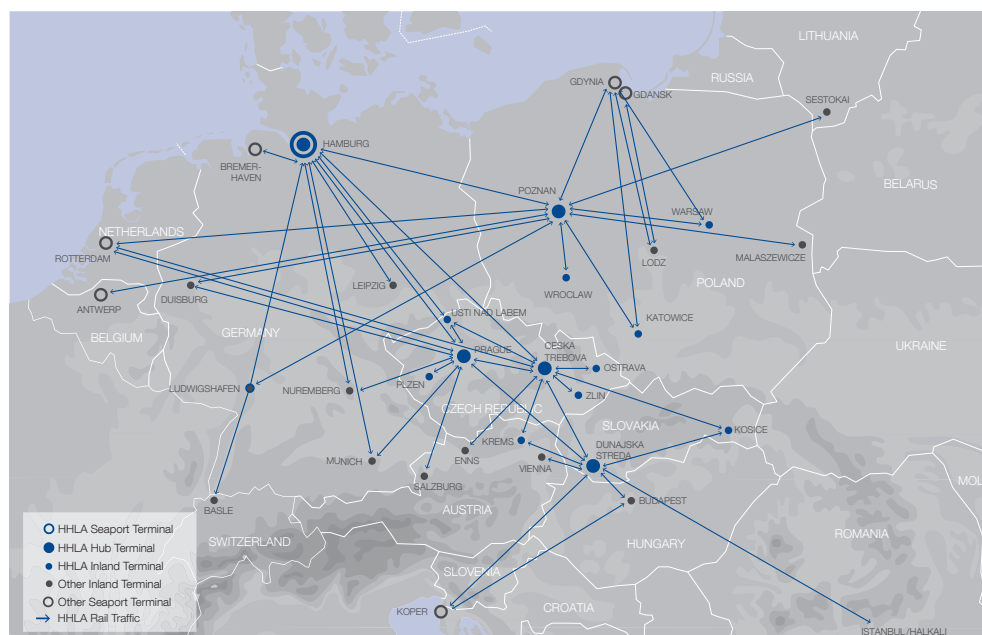 LITHUANIA
RUSSIA
GDYNIA
GDANSK
SESTOKAI
HAMBURG
BREMER-
HAVEN
BELARUS
POZNAN
WARSAW
NETHERLANDS
ROTTERDAM
LODZ
MALASZEWICZE
DUISBURG
LEIPZIG
WROCLAW
POLAND
ANTWERP
USTI NAD LABEM
KATOWICE
BELGIUM
GERMANY
UKRAINE
PRAGUE
CESKA
TREBOVA
OSTRAVA
LUDWIGSHAFEN
NUREMBERG
PLZEN
ZLIN
CZECH REPUBLIC
SLOVAKIA
KOSICE
KREMS
DUNAJSKA
STREDA
MUNICH
ENNS
VIENNA
SALZBURG
BUDAPEST
MOL
BASLE
AUSTRIA
SWITZERLAND
HUNGARY
ROMANIA
SLOVENIA
KOPER
CROATIA
ISTANBUL/HALKALI
HHLA Seaport Terminal
HHLA Hub Terminal
HHLA Inland Terminal
Other Inland Terminal
Other Seaport Terminal
HHLA Rail Traffic